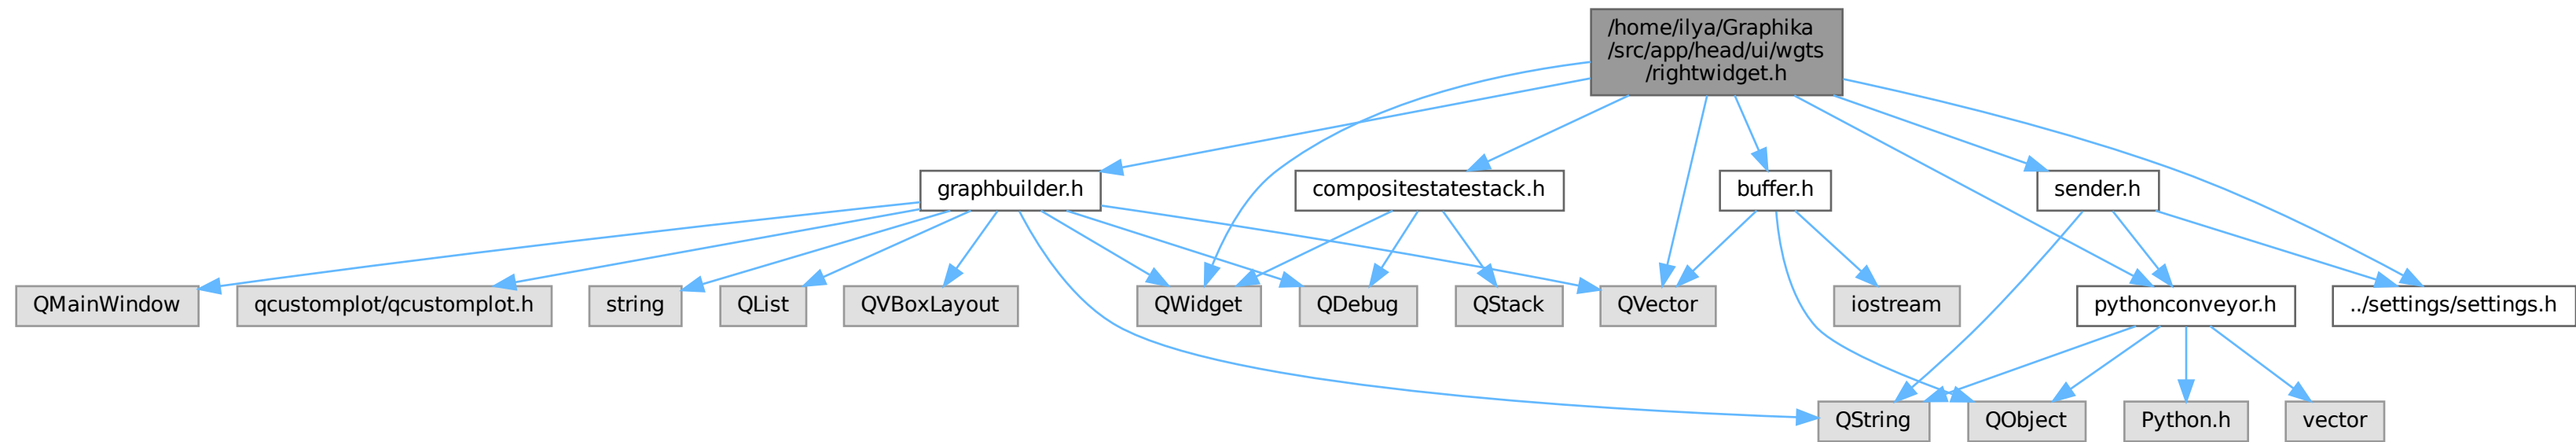 /home/ilya/Graphika
/src/app/head/ui/wgts
/rightwidget.h
graphbuilder.h
compositestatestack.h
buffer.h
sender.h
QMainWindow
qcustomplot/qcustomplot.h
string
QList
QVBoxLayout
QWidget
QDebug
QStack
QVector
iostream
pythonconveyor.h
../settings/settings.h
QString
QObject
Python.h
vector